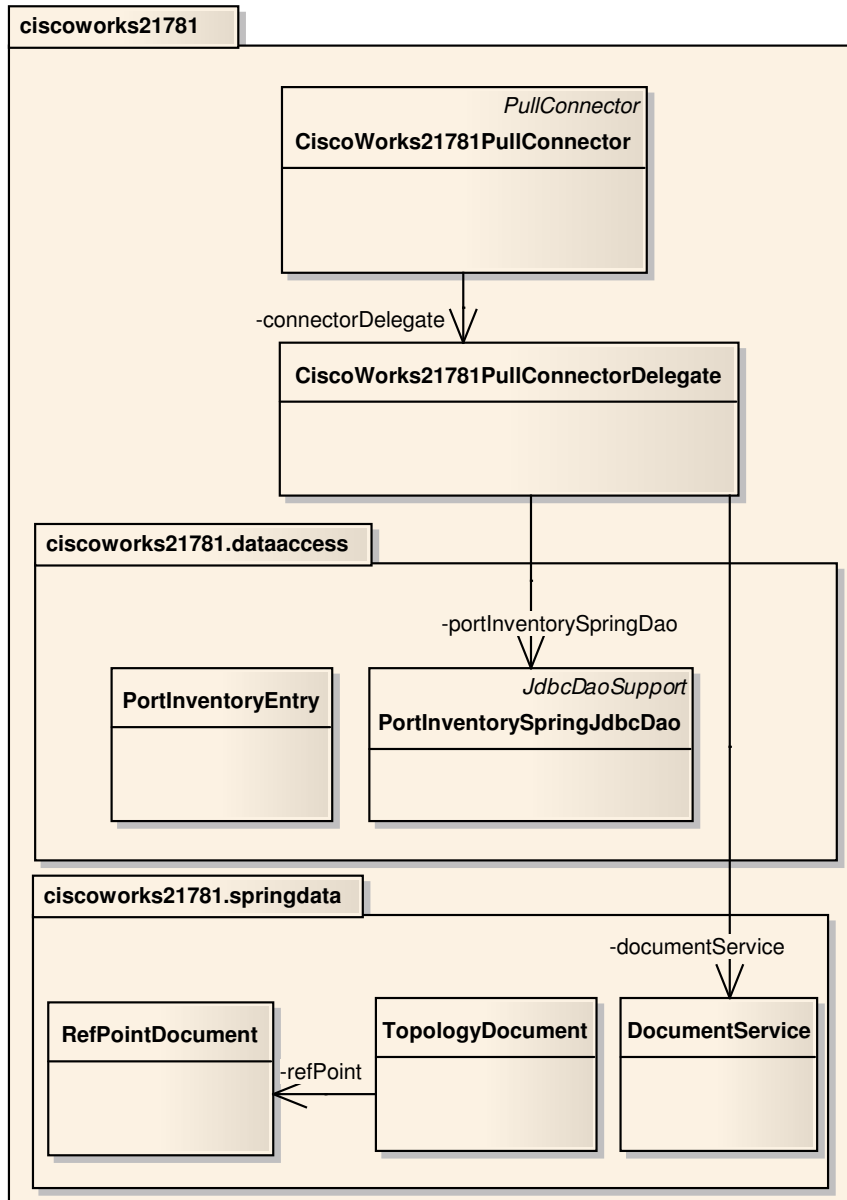 ciscoworks21781
PullConnector
CiscoWorks21781PullConnector
-connectorDelegate
CiscoWorks21781PullConnectorDelegate
ciscoworks21781.dataaccess
-portInventorySpringDao
PortInventoryEntry
JdbcDaoSupport
PortInventorySpringJdbcDao
ciscoworks21781.springdata
-documentService
RefPointDocument
TopologyDocument
DocumentService
-refPoint